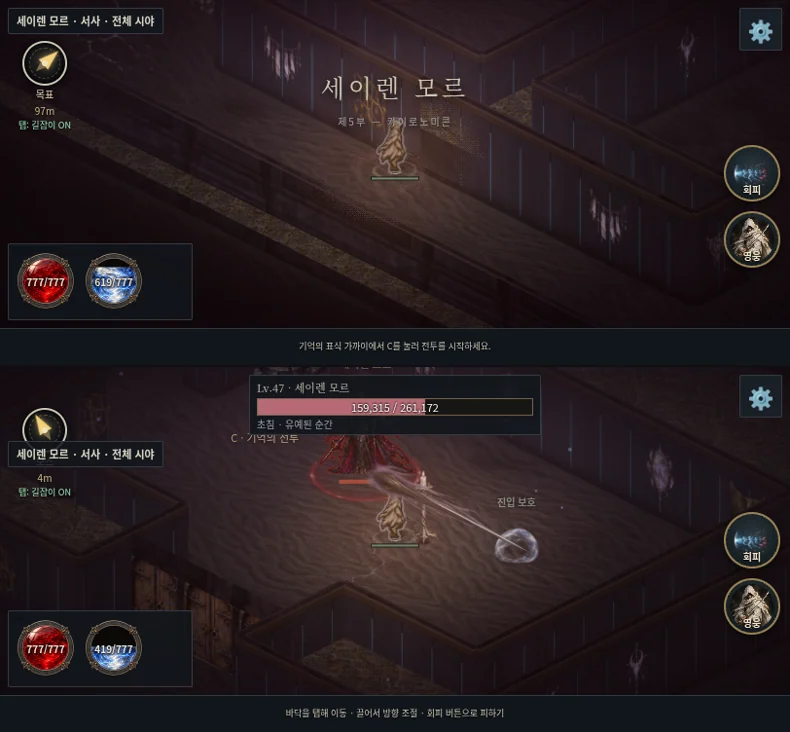 세이렌 모르 · 서사 · 전체 시야
목표
97m
탭: 길잡이 ON
세이렌 모르
제5부 — 카이로노미콘
회피
영웅
777/777
619/777
기억의 표식 가까이에서 C를 눌러 전투를 시작하세요.
Lv.47 · 세이렌 모르
159,315 / 261,172
초침 · 유예된 순간
C · 기억의 전투
세이렌 모르 · 서사 · 전체 시야
4m
탭: 길잡이 ON
진입 보호
회피
영웅
777/777
419/777
바닥을 탭해 이동 · 끌어서 방향 조절 · 회피 버튼으로 피하기